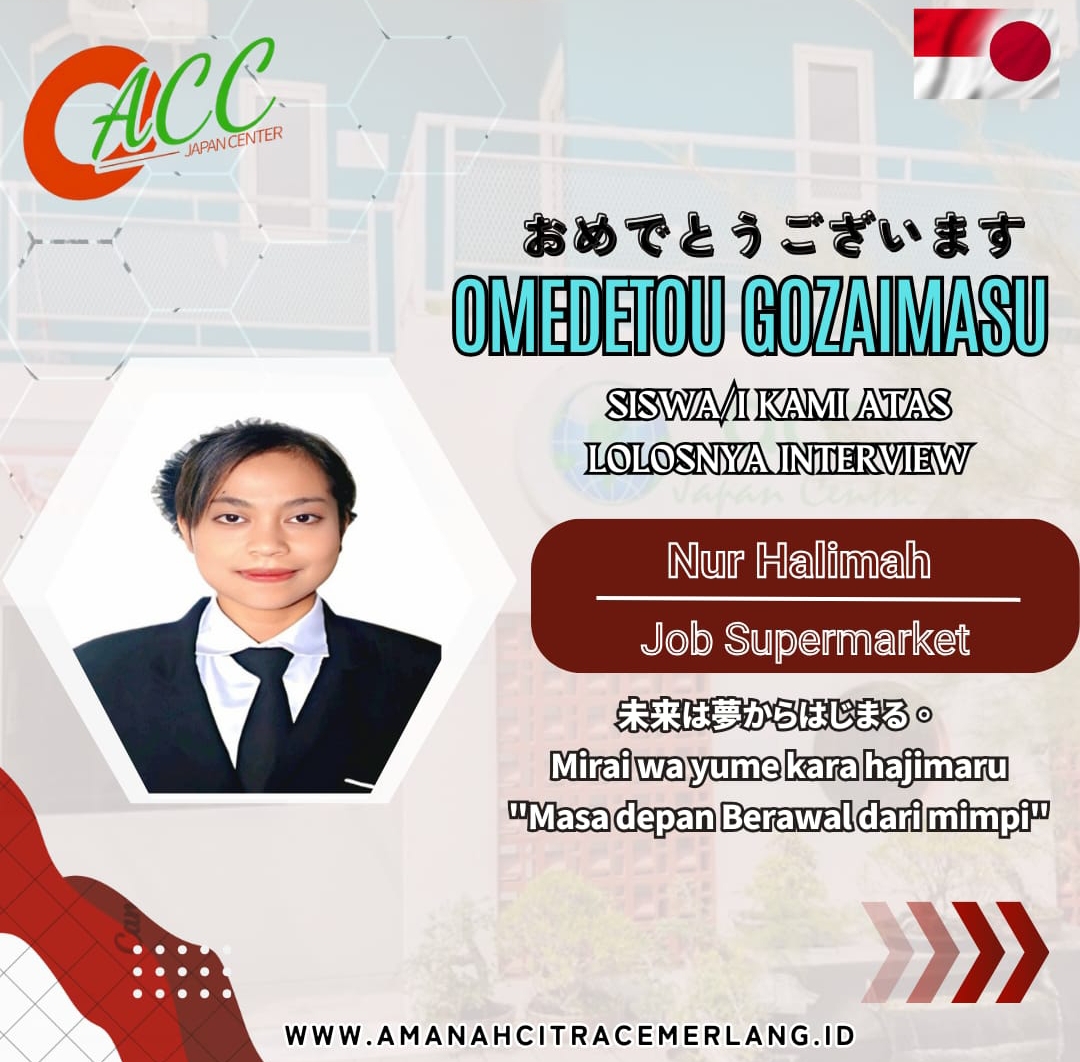 ACC
JAPAN CENTER
おめでとうございます
OMEDETOU GOZAIMASU
SISWA/I KAMI ATAS
LOLOSNYA INTERVIEW
Japan Centre
Nur Halimah
Job Supermarket
未来は夢からはじまる。
Mirai wa yume kara hajimaru
"Masa depan Berawal dari mimpi"
WWW.AMANAHCITRACEMERLANG.ID